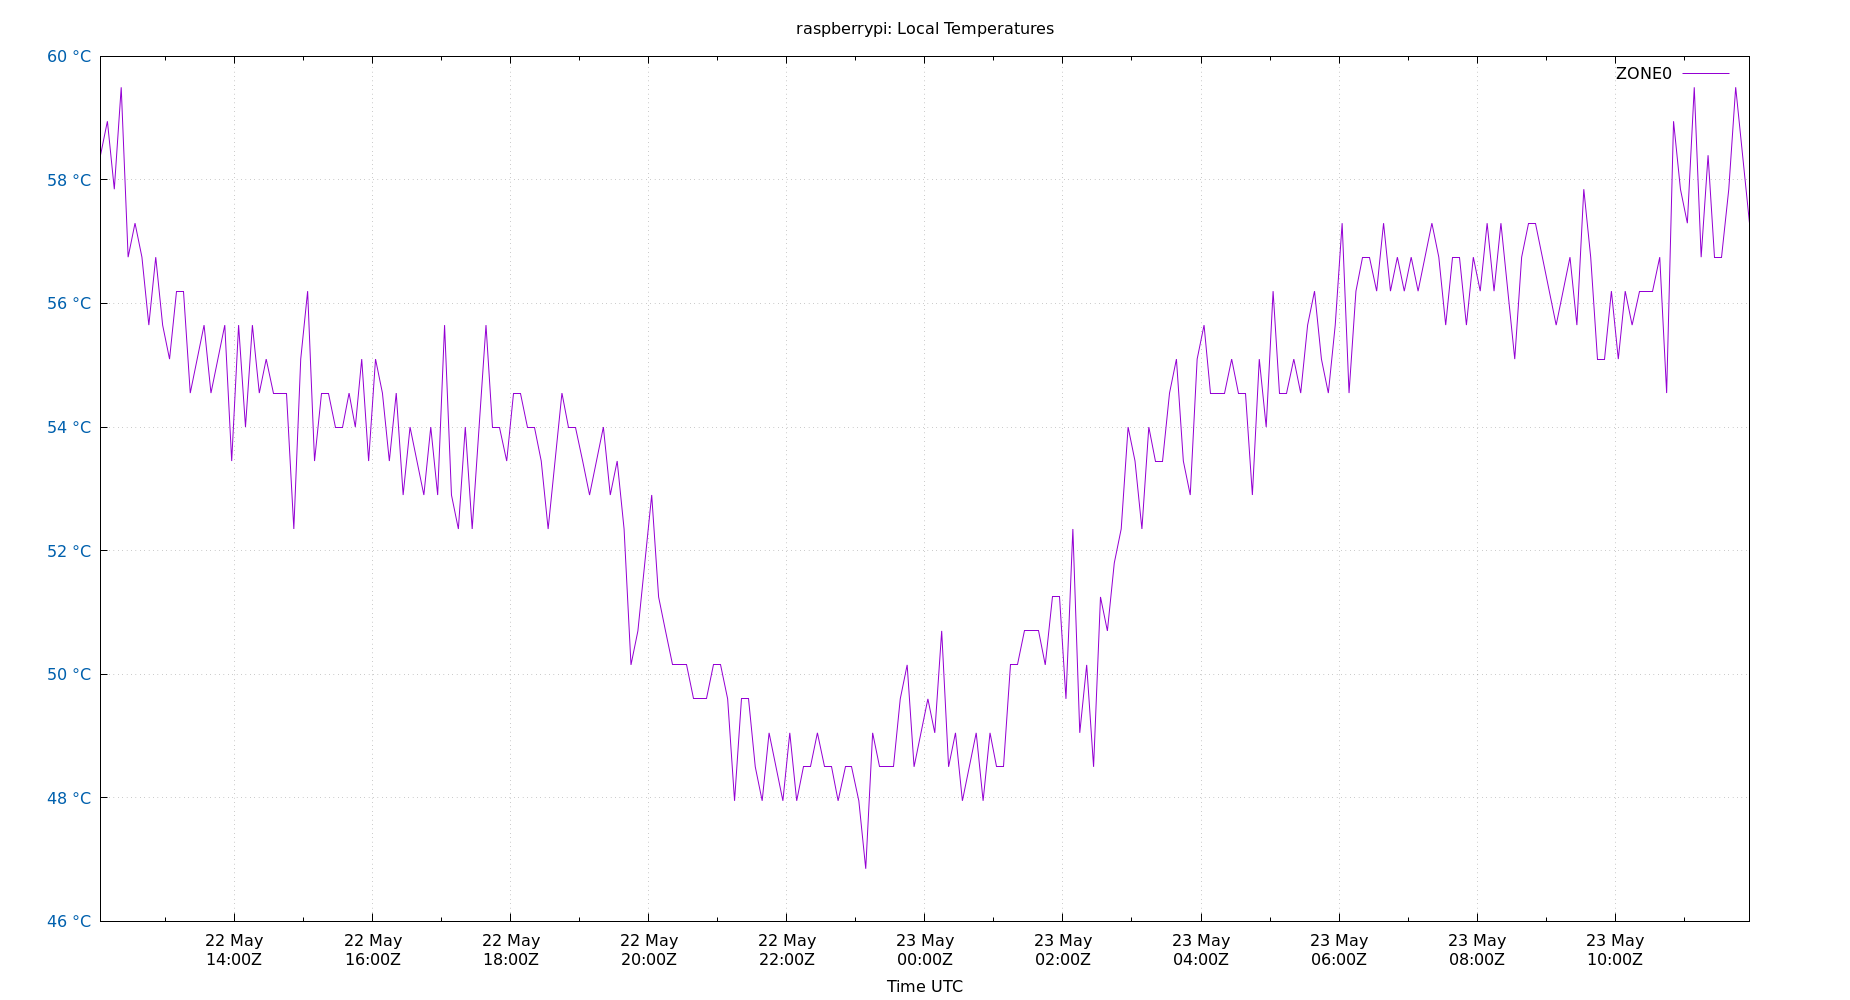 raspberrypi: Local Temperatures
60 °C
ZONE0
58 °C
56 °C
54 °C
52 °C
50 °C
48 °C
46 °C
22 May 22 May 22 May 22 May 22 May 23 May 23 May 23 May 23 May 23 May 23 May
14:00Z 16:00Z 18:00Z 20:00Z 22:00Z 00:00Z 02:00Z 04:00Z 06:00Z 08:00Z 10:00Z
Time UTC